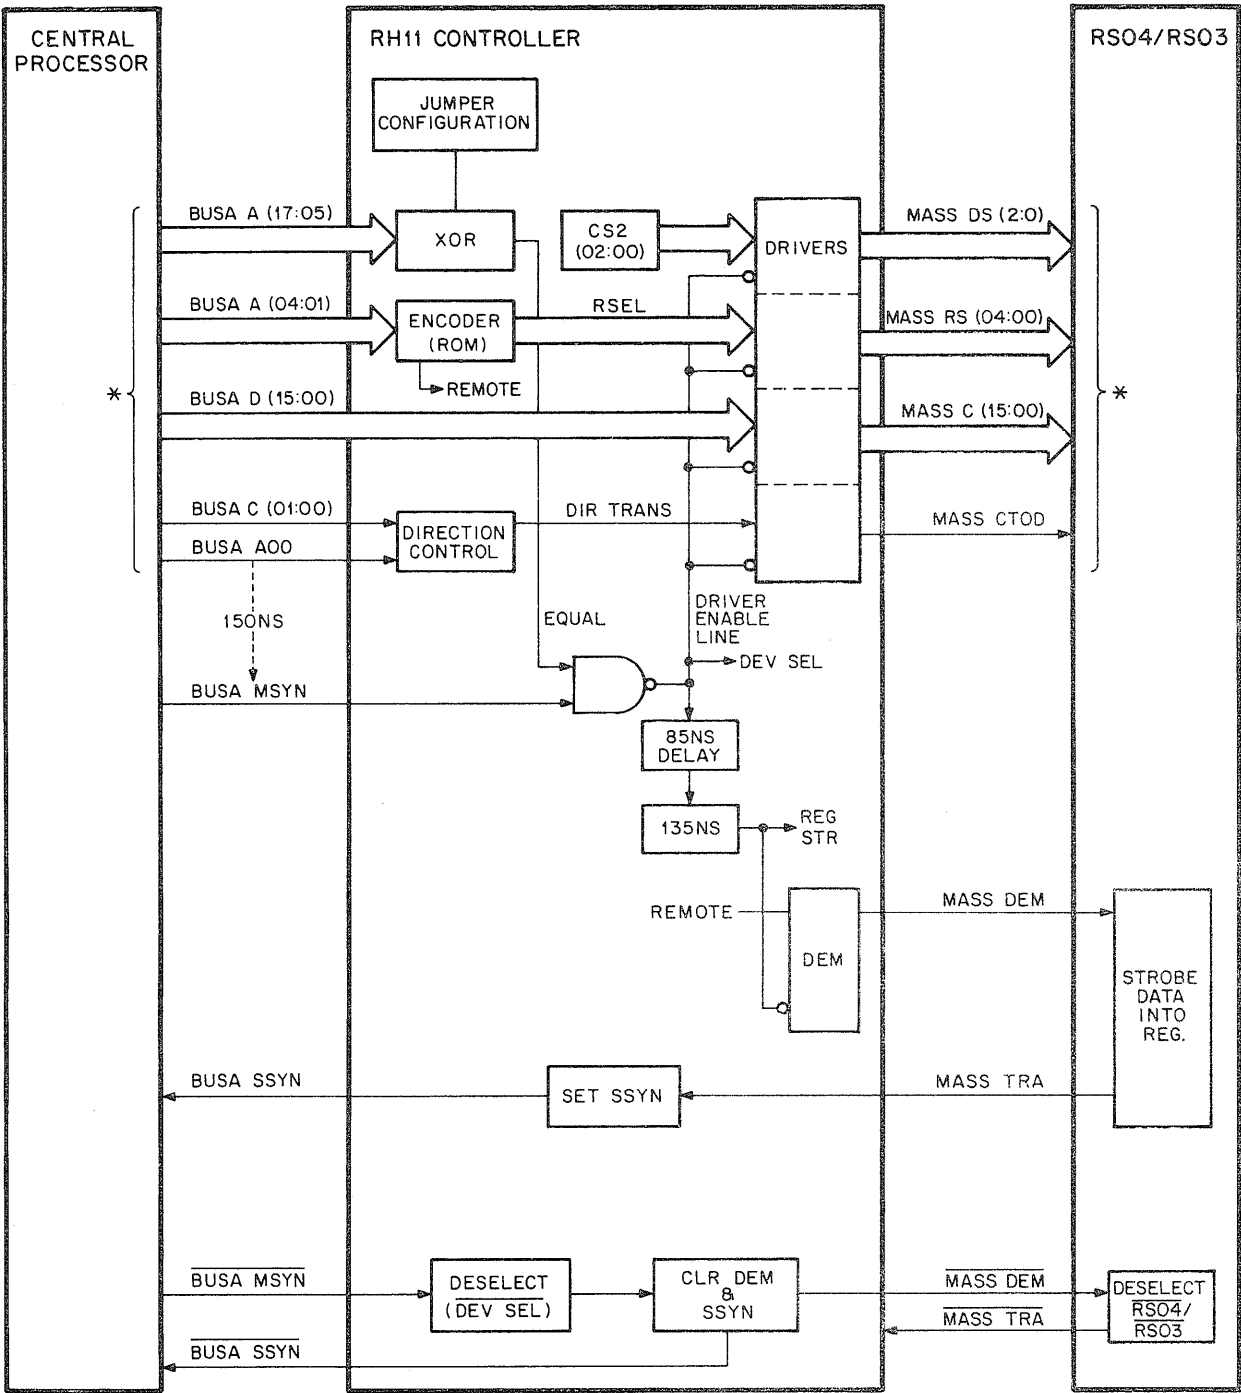 CENTRAL
PROCESSOR
RH11 CONTROLLER
RS04/RS03
JUMPER
CONFIGURATION
BUSA A (17:05)
XOR
CS2
(02:00)
DRIVERS
MASS DS (2:0)
BUSA A (04:01)
ENCODER
(ROM)
RSEL
MASS RS (04:00)
REMOTE
*
*
BUSA D (15:00)
MASS C (15:00)
BUSA C (01:00)
DIRECTION
CONTROL
DIR TRANS
MASS CTOD
BUSA A00
150NS
EQUAL
DRIVER
ENABLE
LINE
DEV SEL
BUSA MSYN
85NS
DELAY
135NS
REG
STR
REMOTE
DEM
MASS DEM
STROBE
DATA
INTO
REG.
BUSA SSYN
SET SSYN
MASS TRA
BUSA MSYN
DESELECT
(DEV SEL)
CLR DEM
&
SSYN
MASS DEM
MASS TRA
DESELECT
RS04/
RS03
BUSA SSYN